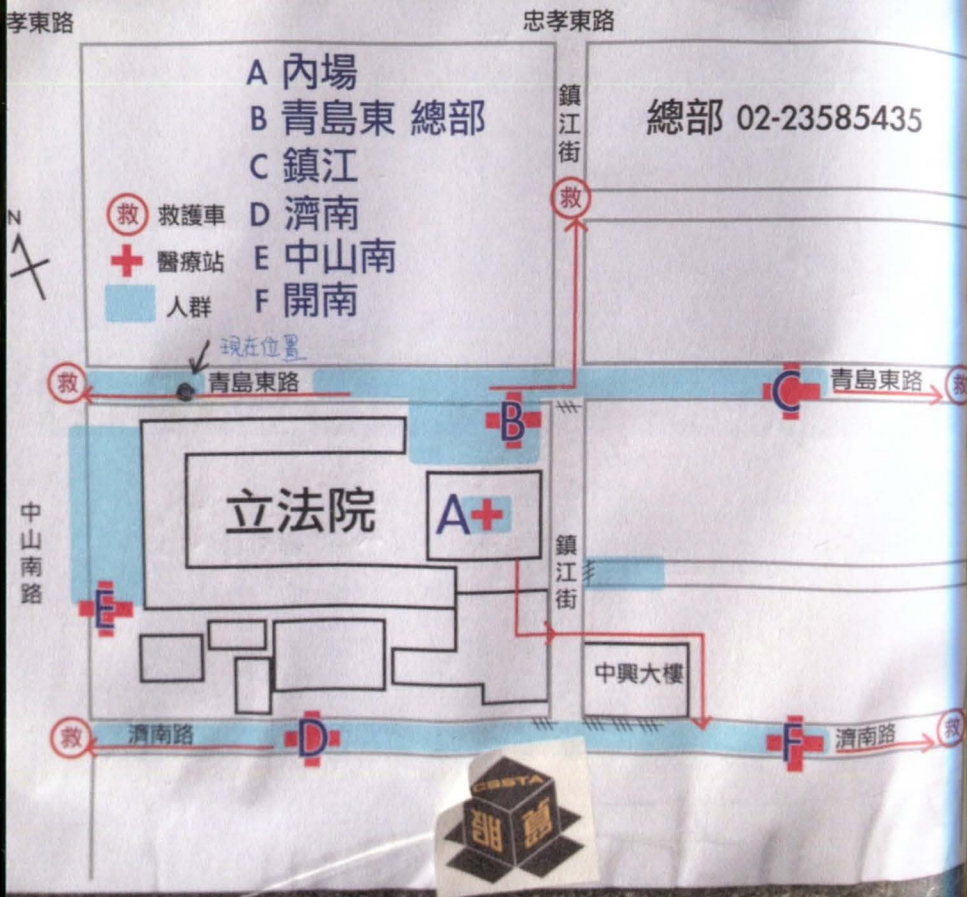 孝東路
忠孝東路
A 內場
B 青島東 總部
C 鎮江
D 濟南
E 中山南
F 開南
救 救護車
醫療站
人群
N
鎮江街
總部 02-23585435
救
現在位置
救
青島東路
C
青島東路
救
B
立法院
A
中山南路
鎮江街
E
中興大樓
救
濟南路
D
F
濟南路
救
CSSTA
服